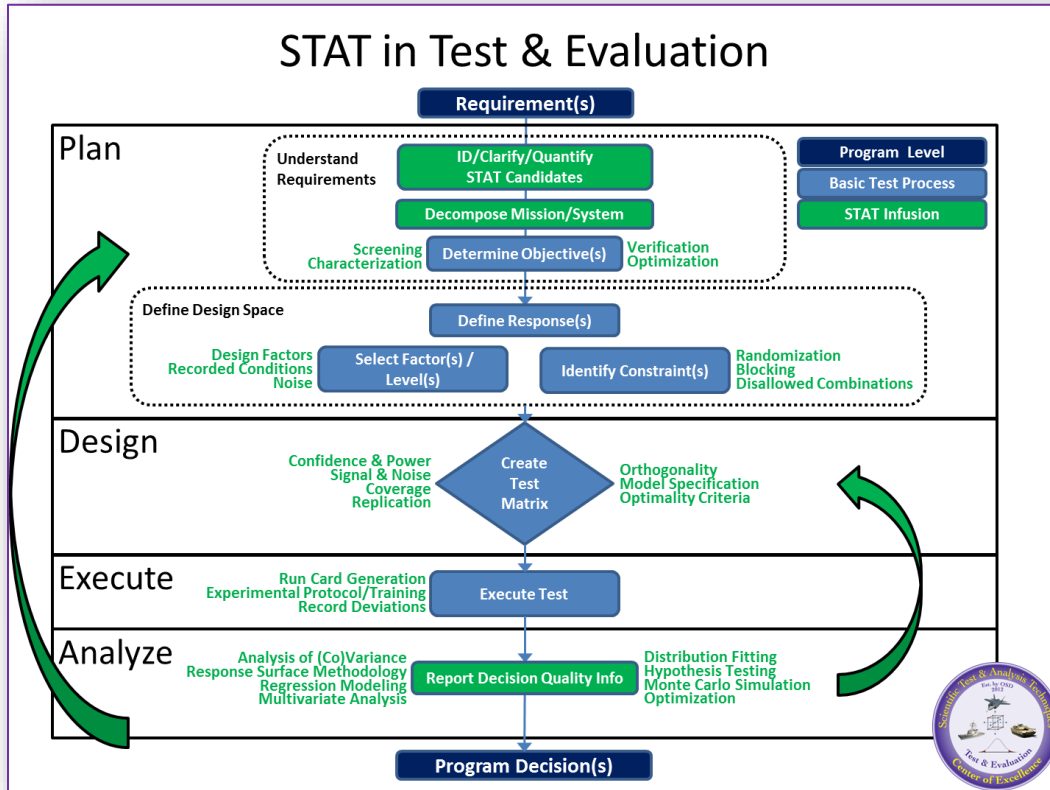 STAT in Test & Evaluation
Requirement(s)
Plan
Understand
Requirements
ID/Clarify/Quantify
STAT Candidates
Program Level
Basic Test Process
STAT Infusion
Decompose Mission/System
Screening
Characterization
Determine Objective(s)
Verification
Optimization
Define Design Space
Define Response(s)
Design Factors
Recorded Conditions
Noise
Select Factor(s) /
Level(s)
Identify Constraint(s)
Randomization
Blocking
Disallowed Combinations
Design
Confidence & Power
Signal & Noise
Coverage
Replication
Create
Test
Matrix
Orthogonality
Model Specification
Optimality Criteria
Execute
Run Card Generation
Experimental Protocol/Training
Record Deviations
Execute Test
Analyze
Analysis of (Co)Variance
Response Surface Methodology
Regression Modeling
Multivariate Analysis
Report Decision Quality Info
Distribution Fitting
Hypothesis Testing
Monte Carlo Simulation
Optimization
Program Decision(s)
Scientific Test & Analysis Techniques
Est. by OSD
2012
Test & Evaluation
Center of Excellence